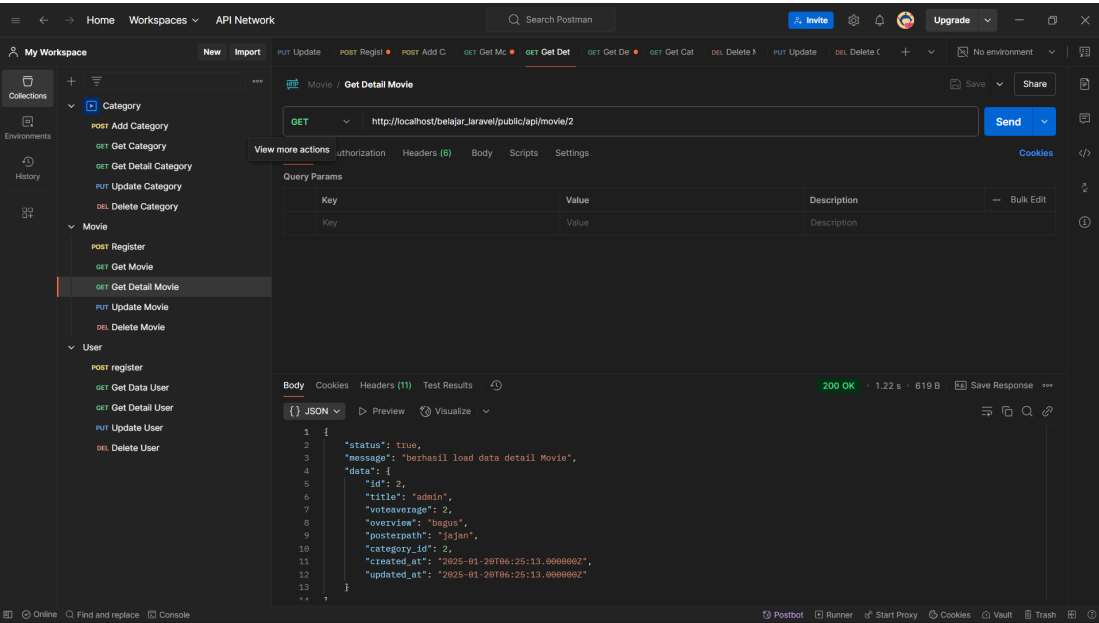 Home Workspaces API Network Search Postman Invite Upgrade
My Workspace New Import
PUT Update POST Regist POST Add C GET Get Mc GET Get Det GET Get De GET Get Cat DEL Delete PUT Update DEL Delete No environment
Collections
Environments
History
Category
POST Add Category
GET Get Category
GET Get Detail Category
PUT Update Category
DEL Delete Category
Movie
POST Register
GET Get Movie
GET Get Detail Movie
PUT Update Movie
DEL Delete Movie
User
POST register
GET Get Data User
GET Get Detail User
PUT Update User
DEL Delete User
View more actions
HTTP Movie / Get Detail Movie Save Share
GET http://localhost/belajar_laravel/public/api/movie/2 Send
uthorization Headers (6) Body Scripts Settings Cookies
Query Params
Key Value Description Bulk Edit
Key Value Description
Body Cookies Headers (11) Test Results 200 OK 1.22 s 619 B Save Response
{} JSON Preview Visualize
1 {
2 "status": true,
3 "message": "berhasil load data detail Movie",
4 "data": {
5 "id": 2,
6 "title": "admin",
7 "voteaverage": 2,
8 "overview": "bagus",
9 "posterpath": "jajan",
10 "category_id": 2,
11 "created_at": "2025-01-20T06:25:13.000000Z",
12 "updated_at": "2025-01-20T06:25:13.000000Z"
13 }
Online Find and replace Console Postbot Runner Start Proxy Cookies Vault Trash